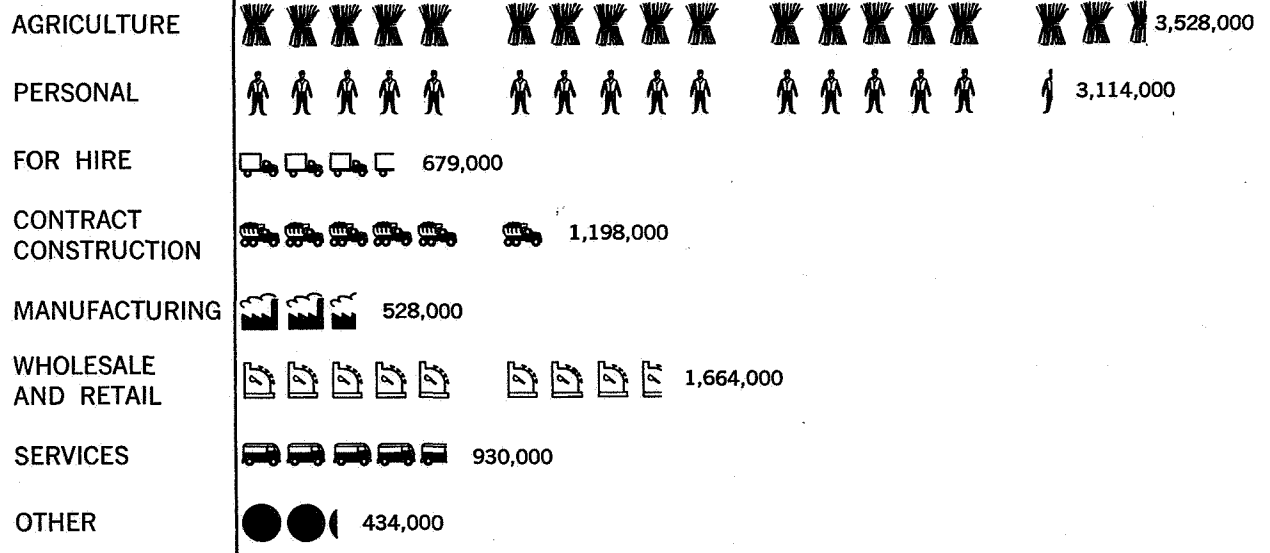 AGRICULTURE 3,528,000
PERSONAL 3,114,000
FOR HIRE 679,000
CONTRACT
CONSTRUCTION 1,198,000
MANUFACTURING 528,000
WHOLESALE
AND RETAIL 1,664,000
SERVICES 930,000
OTHER 434,000